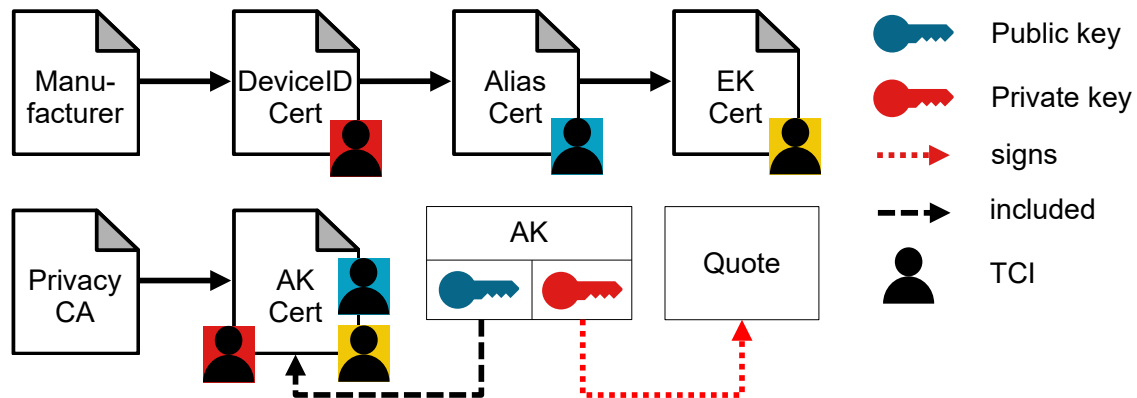 Manu-
facturer
DeviceID
Cert
Alias
Cert
EK
Cert
Public key
Private key
signs
included
TCI
Privacy
CA
AK
Cert
AK
Quote